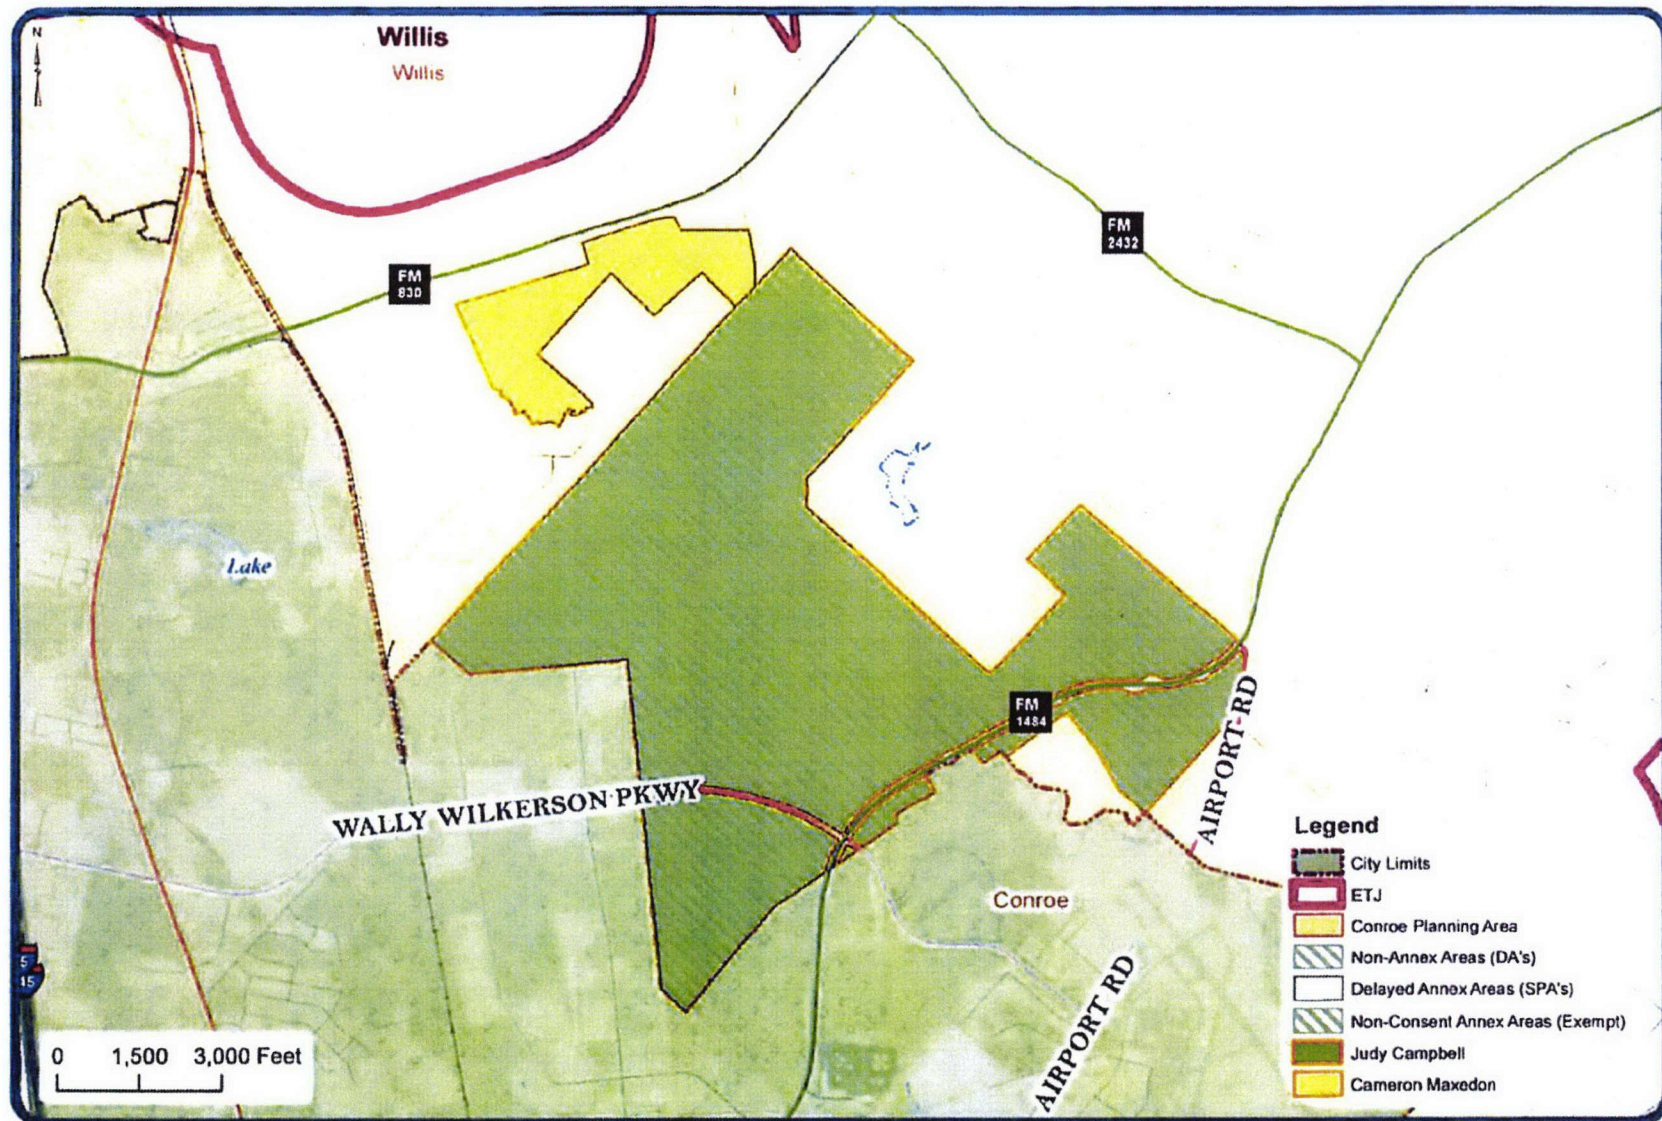 N
Willis
Willis
FM
2432
FM
830
Lake
FM
1484
AIRPORT RD
WALLY WILKERSON PKWY
Legend
City Limits
Conroe
ETJ
Conroe Planning Area
Non-Annex Areas (DA's)
Delayed Annex Areas (SPA's)
Non-Consent Annex Areas (Exempt)
Judy Campbell
Cameron Maxedon
AIRPORT RD
45
0 1,500 3,000 Feet